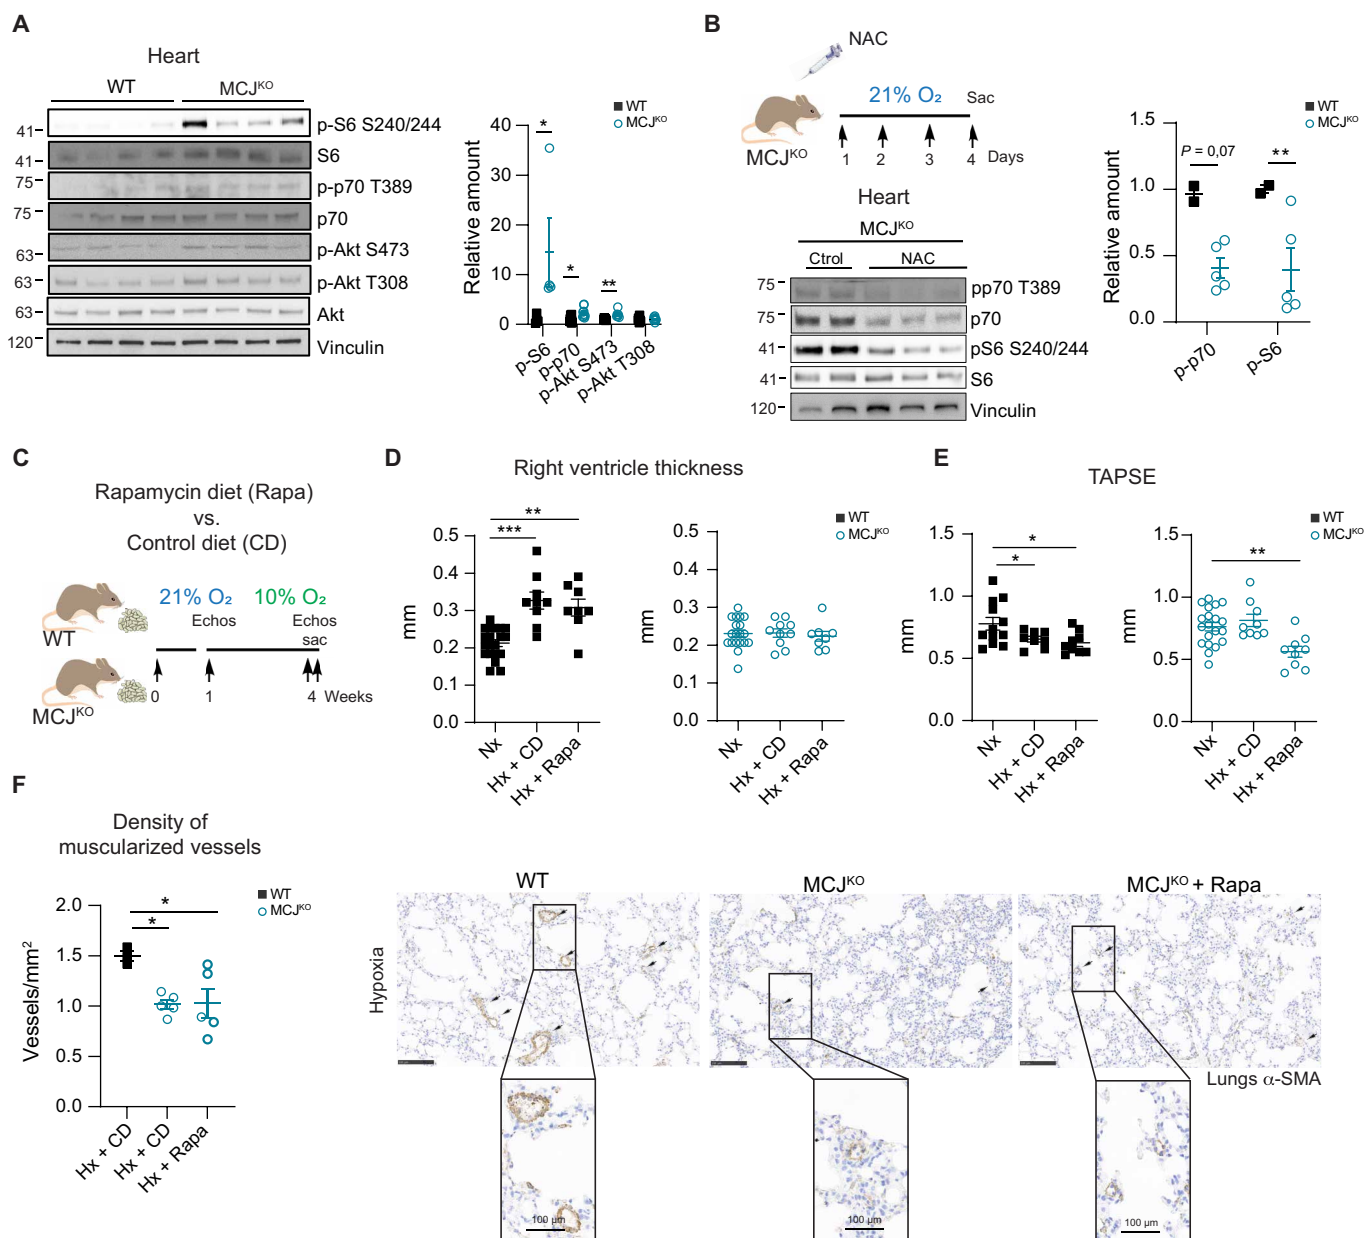 A
Heart
WT
MCJKO
41
p-S6 S240/244
41
S6
75
p-p70 T389
75
p70
63
p-Akt S473
63
p-Akt T308
63
Akt
120
Vinculin
WT
MCJKO
Relative amount
40
30
20
10
0
*
*
**
p-S6
p-p70
p-Akt S473
p-Akt T308
B
NAC
21% O₂
Sac
MCJKO
1 2 3 4 Days
Heart
MCJKO
Ctrol NAC
75
pp70 T389
75
p70
41
pS6 S240/244
41
S6
120
Vinculin
WT
MCJKO
Relative amount
P = 0,07
**
1.0
0.5
0.0
p-p70
p-S6
C
Rapamycin diet (Rapa)
vs.
Control diet (CD)
21% O₂ 10% O₂
Echos Echos
sac
WT
MCJKO
0 1 4 Weeks
D
Right ventricle thickness
**
***
mm
0.5
0.4
0.3
0.2
0.1
0.0
Nx
Hx + CD
Hx + Rapa
mm
0.5
0.4
0.3
0.2
0.1
0.0
Nx
Hx + CD
Hx + Rapa
WT
MCJKO
E
TAPSE
*
*
mm
1.5
1.0
0.5
0.0
Nx
Hx + CD
Hx + Rapa
WT
MCJKO
**
mm
1.5
1.0
0.5
0.0
Nx
Hx + CD
Hx + Rapa
F
Density of
muscularized vessels
WT
MCJKO
*
*
Vessels/mm²
2.0
1.5
1.0
0.5
0.0
Hx + CD
Hx + CD
Hx + Rapa
WT
MCJKO
MCJKO + Rapa
Hypoxia
Lungs α-SMA
100 µm
100 µm
100 µm